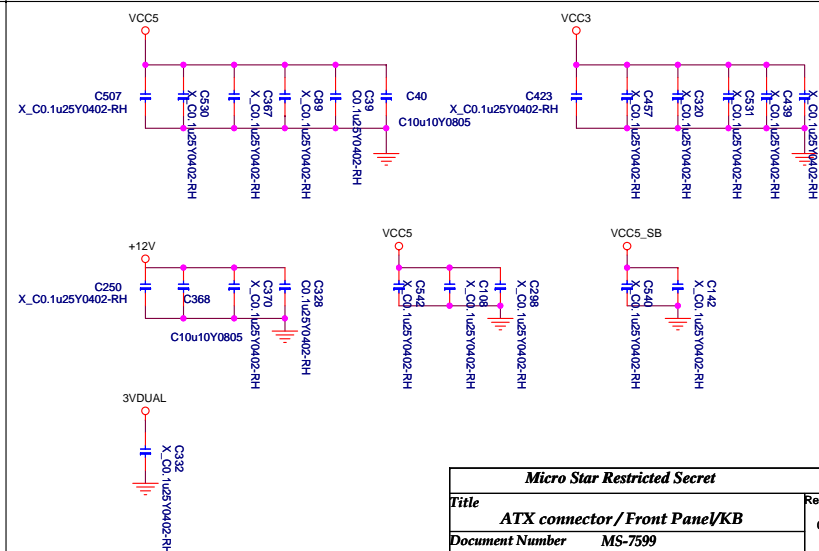 VCC5
C507
X_C0.1u25Y0402-RH
C530
X_C0.1u25Y0402-RH
C367
X_C0.1u25Y0402-RH
C89
X_C0.1u25Y0402-RH
C39
C0.1u25Y0402-RH
C40
C10u10Y0805
VCC3
C423
X_C0.1u25Y0402-RH
C457
X_C0.1u25Y0402-RH
C320
X_C0.1u25Y0402-RH
C531
X_C0.1u25Y0402-RH
C439
X_C0.1u25Y0402-RH
X_C0.1u25Y0402-RH
+12V
C250
X_C0.1u25Y0402-RH
C368
C10u10Y0805
C370
X_C0.1u25Y0402-RH
C328
C0.1u25Y0402-RH
VCC5
C542
X_C0.1u25Y0402-RH
C108
X_C0.1u25Y0402-RH
C298
X_C0.1u25Y0402-RH
VCC5_SB
C540
X_C0.1u25Y0402-RH
C142
X_C0.1u25Y0402-RH
3VDUAL
C332
X_C0.1u25Y0402-RH
Micro Star Restricted Secret
Title
Re
ATX connector / Front Panel/KB
Document Number MS-7599